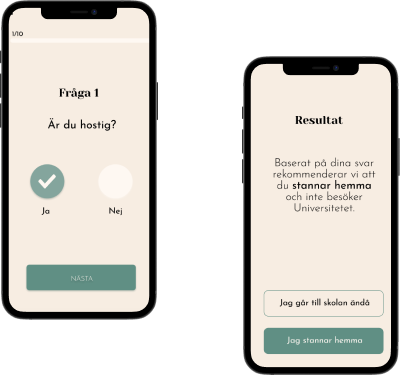 1/10
Fråga 1
Är du hostig?
Ja
Nej
NÄSTA
Resultat
Baserat på dina svar
rekommenderar vi att
du stannar hemma
och inte besöker
Universitetet.
Jag går till skolan ändå
Jag stannar hemma